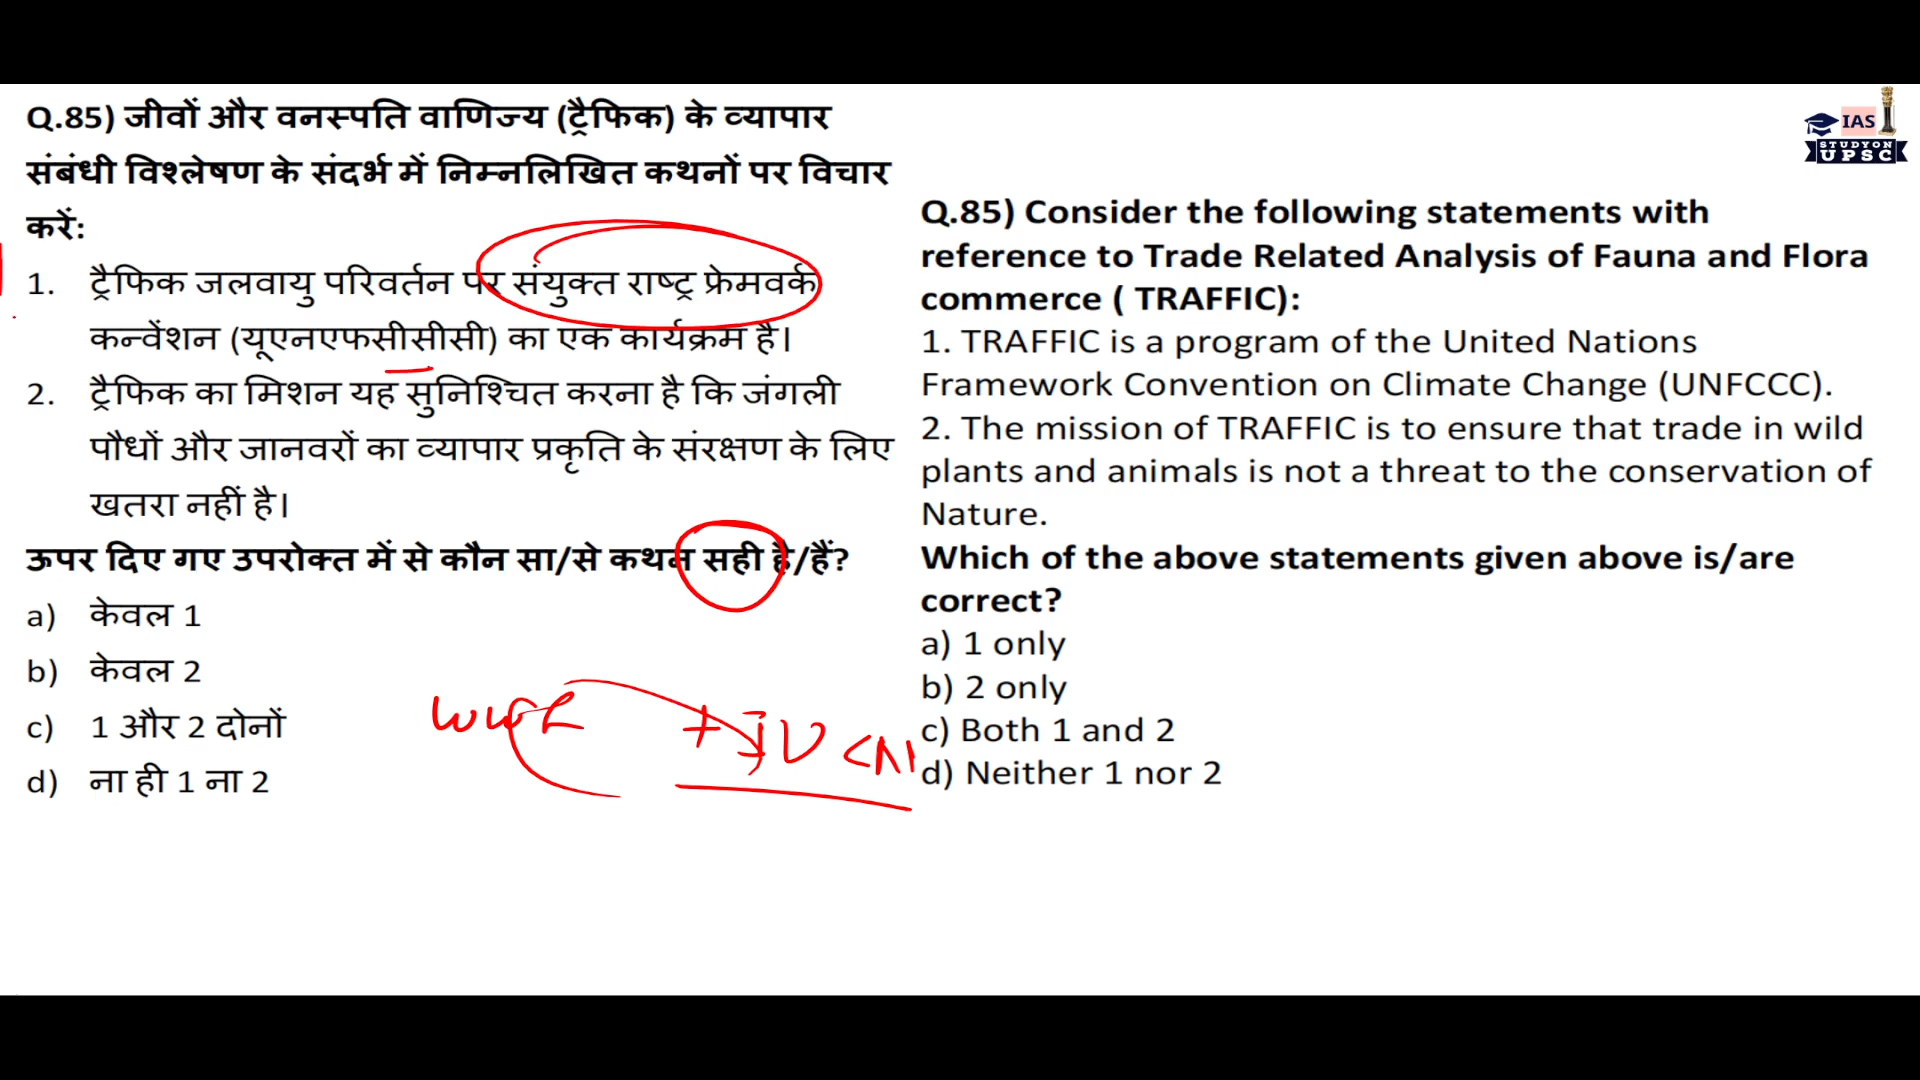 Q.85) जीवों और वनस्पति वाणिज्य (ट्रैफिक) के व्यापार
संबंधी विश्लेषण के संदर्भ में निम्नलिखित कथनों पर विचार
करें:
1. ट्रैफिक जलवायु परिवर्तन पर संयुक्त राष्ट्र फ्रेमवर्क
कन्वेंशन (यूएनएफसीसीसी) का एक कार्यक्रम है।
2. ट्रैफिक का मिशन यह सुनिश्चित करना है कि जंगली
पौधों और जानवरों का व्यापार प्रकृति के संरक्षण के लिए
खतरा नहीं है।
ऊपर दिए गए उपरोक्त में से कौन सा/से कथन सही है/हैं?
a) केवल 1
b) केवल 2
c) 1 और 2 दोनों
d) ना ही 1 ना 2
IAS
STUDYON
UPSC
Q.85) Consider the following statements with
reference to Trade Related Analysis of Fauna and Flora
commerce ( TRAFFIC):
1. TRAFFIC is a program of the United Nations
Framework Convention on Climate Change (UNFCCC).
2. The mission of TRAFFIC is to ensure that trade in wild
plants and animals is not a threat to the conservation of
Nature.
Which of the above statements given above is/are
correct?
a) 1 only
b) 2 only
c) Both 1 and 2
d) Neither 1 nor 2